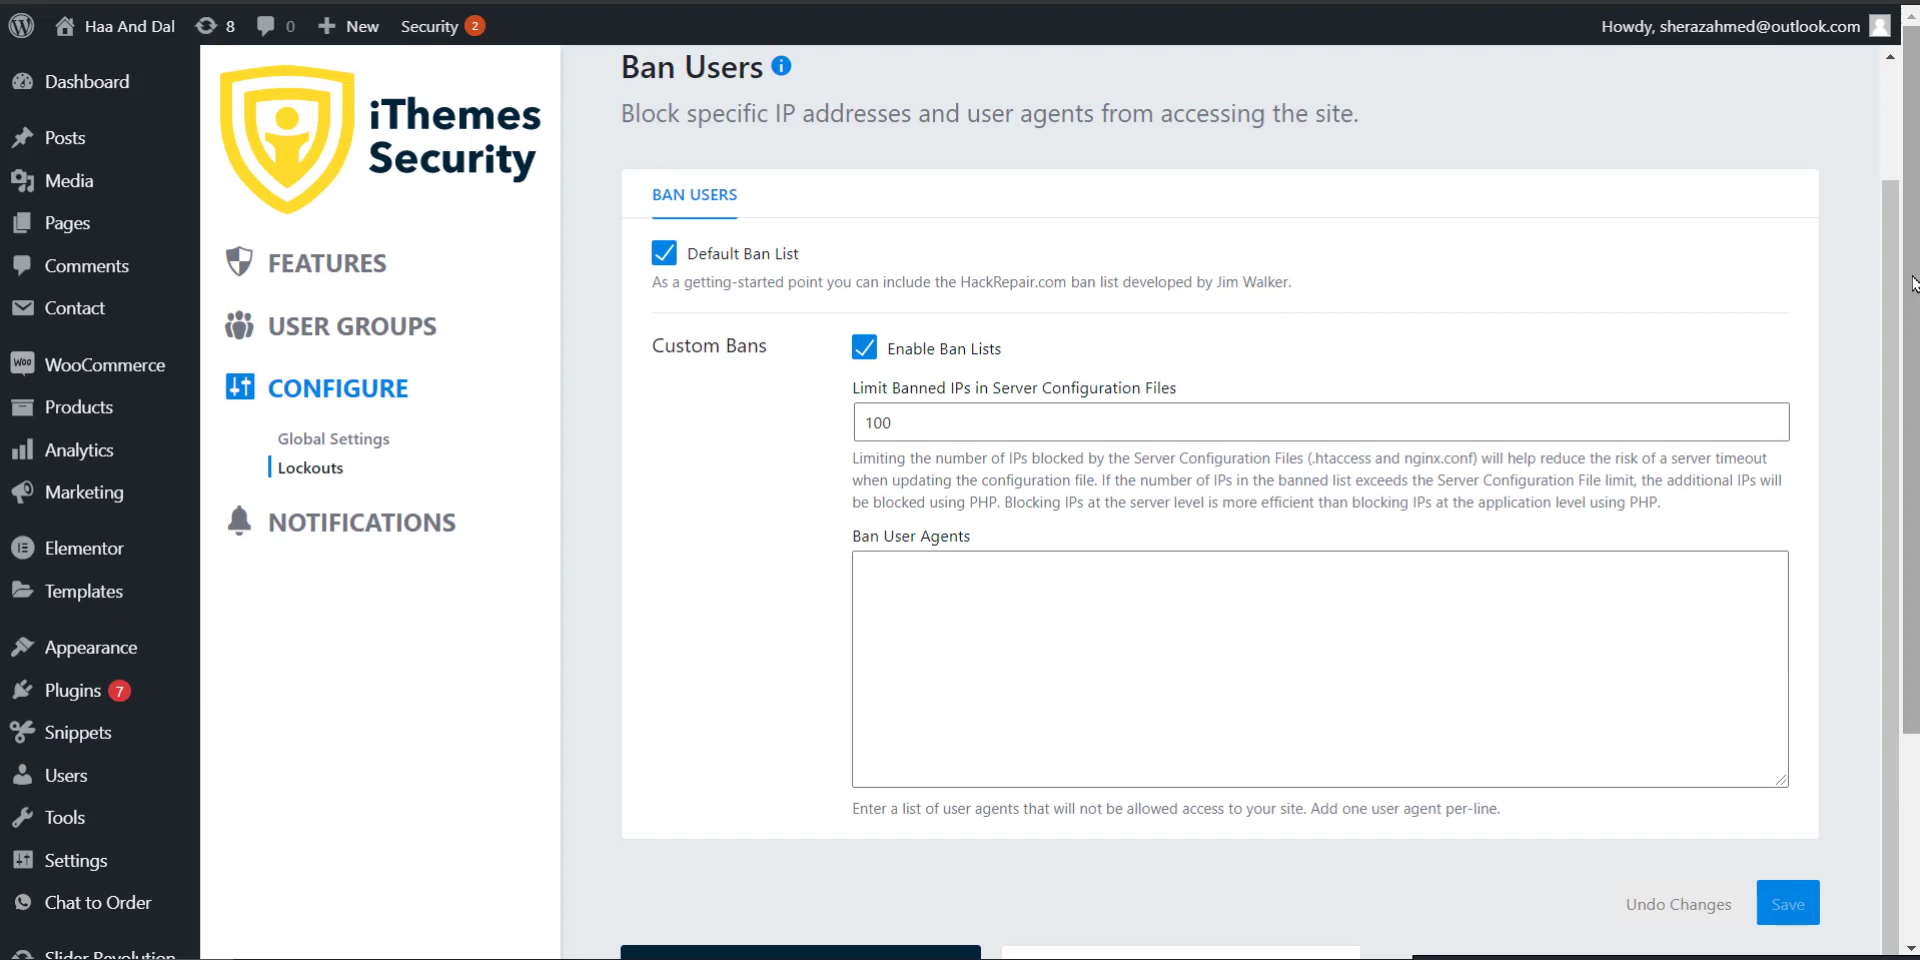 Haa And Dal 8 0 New Security 2 Howdy, sherazahmed@outlook.com
Dashboard
Posts
Media
Pages
Comments
Contact
Woo WooCommerce
Products
Analytics
Marketing
Elementor
Templates
Appearance
Plugins 7
Snippets
Users
Tools
Settings
Chat to Order
Slider Revolution
iThemes
Security
FEATURES
USER GROUPS
CONFIGURE
Global Settings
Lockouts
NOTIFICATIONS
Ban Users
Block specific IP addresses and user agents from accessing the site.
BAN USERS
Default Ban List
As a getting-started point you can include the HackRepair.com ban list developed by Jim Walker.
Custom Bans
Enable Ban Lists
Limit Banned IPs in Server Configuration Files
100
Limiting the number of IPs blocked by the Server Configuration Files (.htaccess and nginx.conf) will help reduce the risk of a server timeout
when updating the configuration file. If the number of IPs in the banned list exceeds the Server Configuration File limit, the additional IPs will
be blocked using PHP. Blocking IPs at the server level is more efficient than blocking IPs at the application level using PHP.
Ban User Agents
Enter a list of user agents that will not be allowed access to your site. Add one user agent per-line.
Undo Changes Save